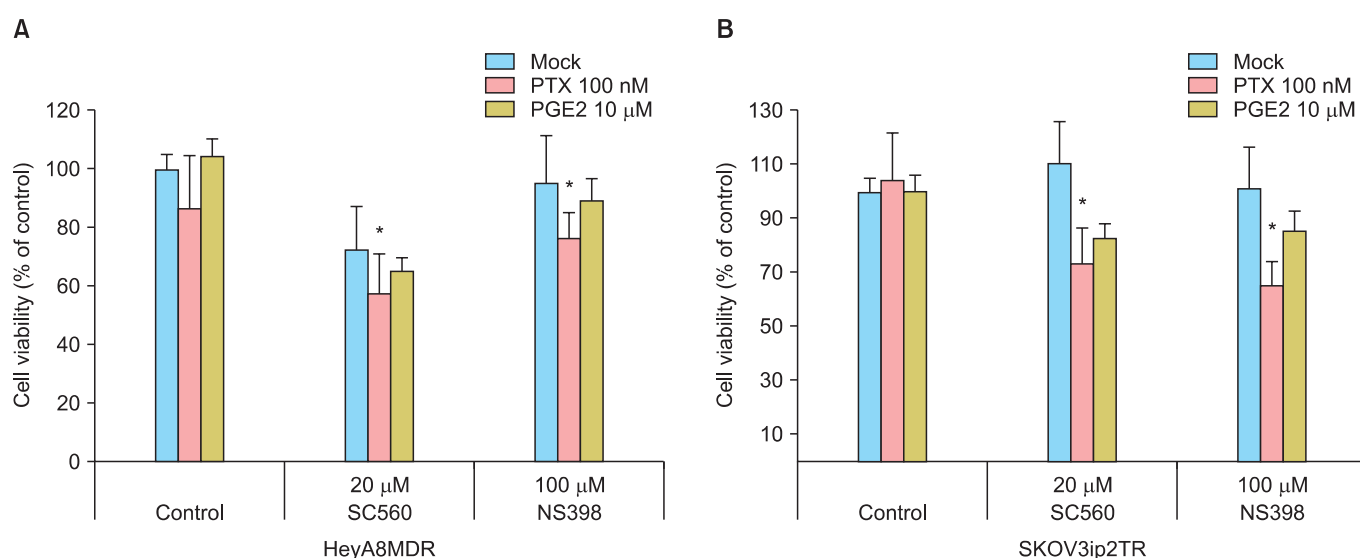 A
Mock
PTX 100 nM
PGE2 10 μM
Cell viability (% of control)
120
100
80
60
40
20
0
*
*
Control
20 μM
SC560
100 μM
NS398
HeyA8MDR
B
Mock
PTX 100 nM
PGE2 10 μM
Cell viability (% of control)
130
110
90
70
50
30
10
*
*
Control
20 μM
SC560
100 μM
NS398
SKOV3ip2TR